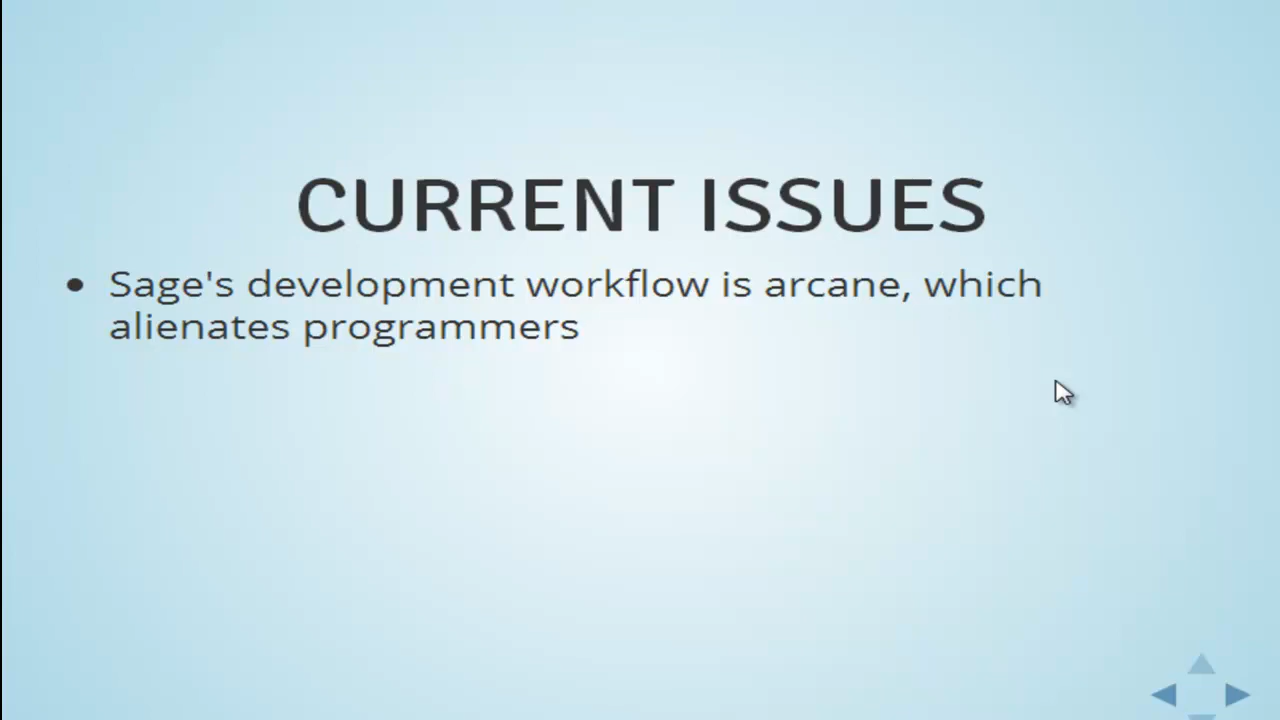 CURRENT ISSUES
Sage's development workflow is arcane, which
alienates programmers